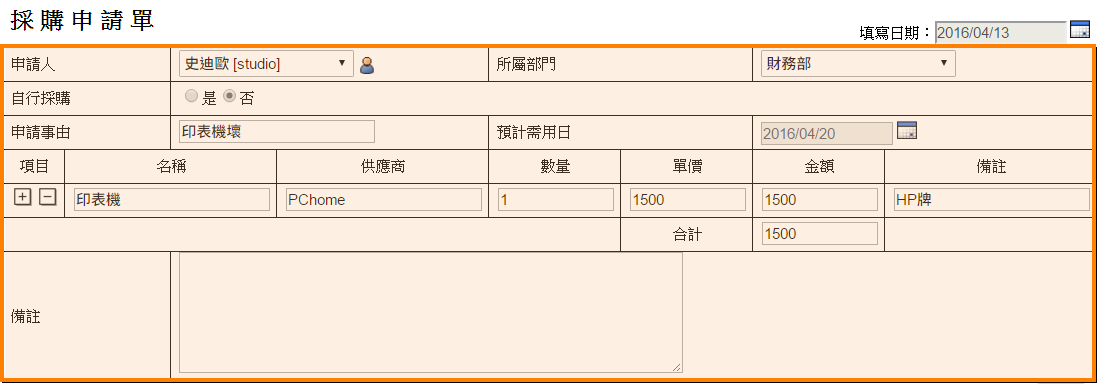 採購申請單
填寫日期：2016/04/13
申請人 史迪歐 [studio] 所屬部門 財務部
自行採購 是 否
申請事由 印表機壞 預計需用日 2016/04/20
項目 名稱 供應商 數量 單價 金額 備註
印表機 PChome 1 1500 1500 HP牌
合計 1500
備註